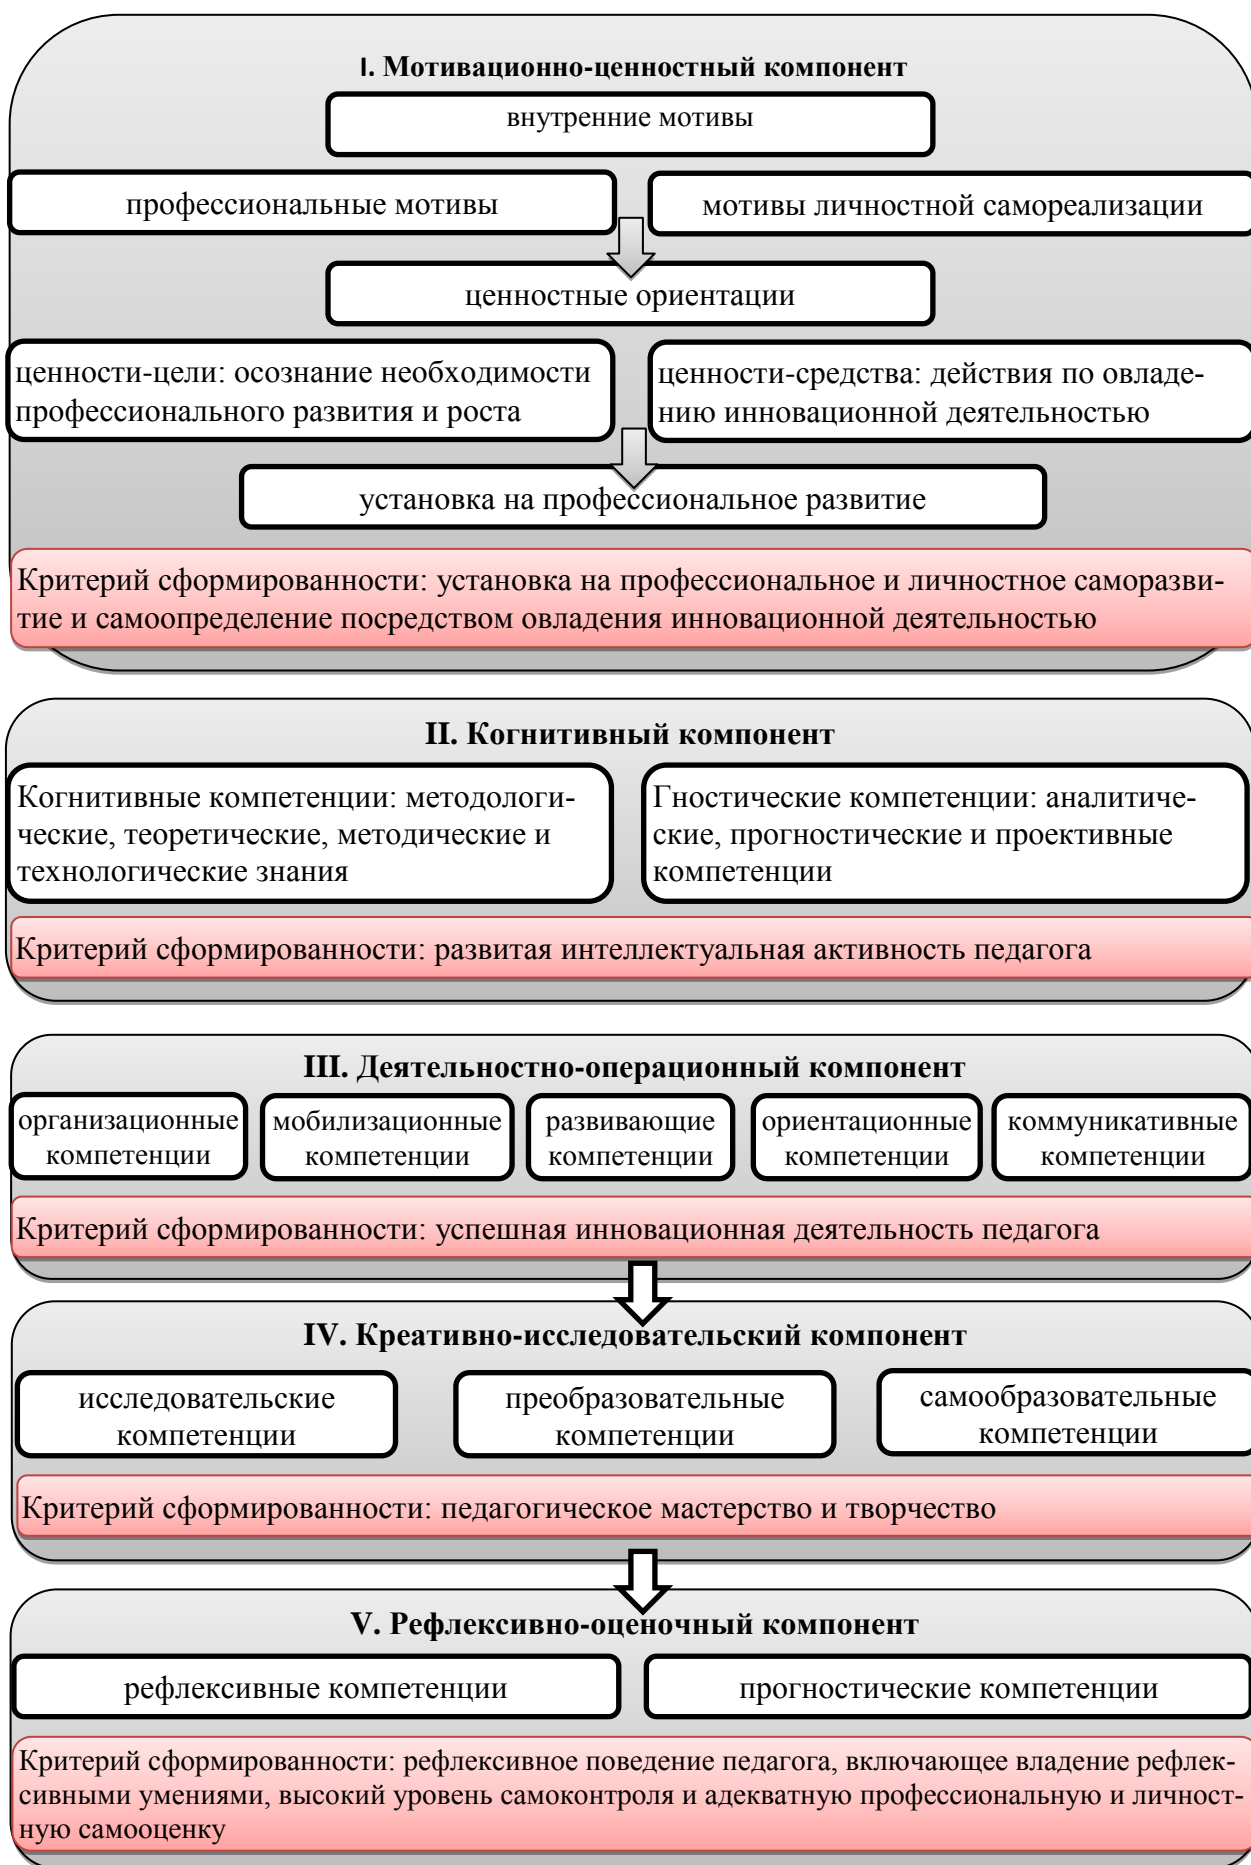 I. Мотивационно-ценностный компонент
внутренние мотивы
профессиональные мотивы
мотивы личностной самореализации
ценностные ориентации
ценности-цели: осознание необходимости
профессионального развития и роста
ценности-средства: действия по овладе-
нию инновационной деятельностью
установка на профессиональное развитие
Критерий сформированности: установка на профессиональное и личностное саморазви-
тие и самоопределение посредством овладения инновационной деятельностью
II. Когнитивный компонент
Когнитивные компетенции: методологи-
ческие, теоретические, методические и
технологические знания
Гностические компетенции: аналитиче-
ские, прогностические и проективные
компетенции
Критерий сформированности: развитая интеллектуальная активность педагога
III. Деятельностно-операционный компонент
организационные
компетенции
мобилизационные
компетенции
развивающие
компетенции
ориентационные
компетенции
коммуникативные
компетенции
Критерий сформированности: успешная инновационная деятельность педагога
IV. Креативно-исследовательский компонент
исследовательские
компетенции
преобразовательные
компетенции
самообразовательные
компетенции
Критерий сформированности: педагогическое мастерство и творчество
V. Рефлексивно-оценочный компонент
рефлексивные компетенции
прогностические компетенции
Критерий сформированности: рефлексивное поведение педагога, включающее владение рефлек-
сивными умениями, высокий уровень самоконтроля и адекватную профессиональную и личност-
ную самооценку